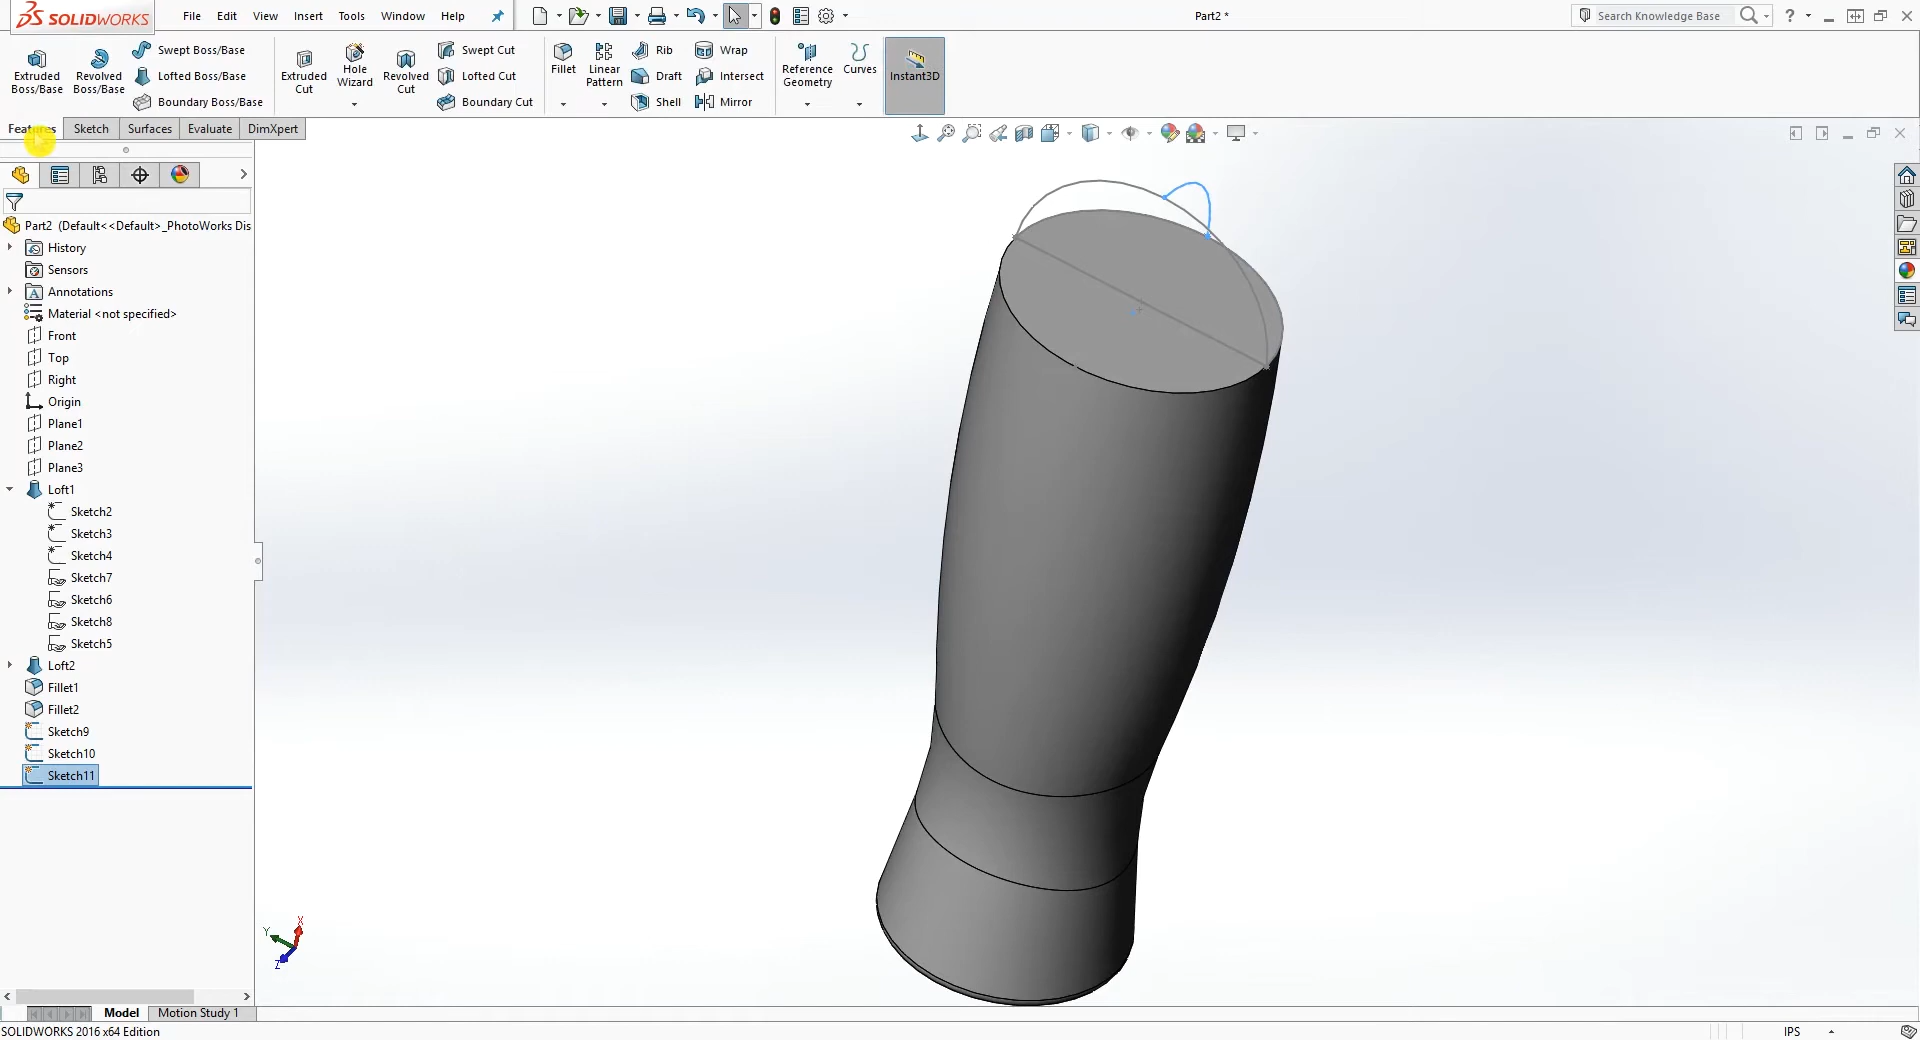 SOLIDWORKS
File Edit View Insert Tools Window Help
Part2 *
Search Knowledge Base
Extruded Boss/Base
Revolved Boss/Base
Swept Boss/Base
Lofted Boss/Base
Boundary Boss/Base
Extruded Cut
Hole Wizard
Revolved Cut
Swept Cut
Lofted Cut
Boundary Cut
Fillet
Linear Pattern
Rib
Draft
Shell
Wrap
Intersect
Mirror
Reference Geometry
Curves
Instant3D
Features Sketch Surfaces Evaluate DimXpert
Part2 (Default<<Default>_PhotoWorks Dis
History
Sensors
Annotations
Material <not specified>
Front
Top
Right
Origin
Plane1
Plane2
Plane3
Loft1
Sketch2
Sketch3
Sketch4
Sketch7
Sketch6
Sketch8
Sketch5
Loft2
Fillet1
Fillet2
Sketch9
Sketch10
Sketch11
X
Y
Z
Model Motion Study 1
SOLIDWORKS 2016 x64 Edition
IPS